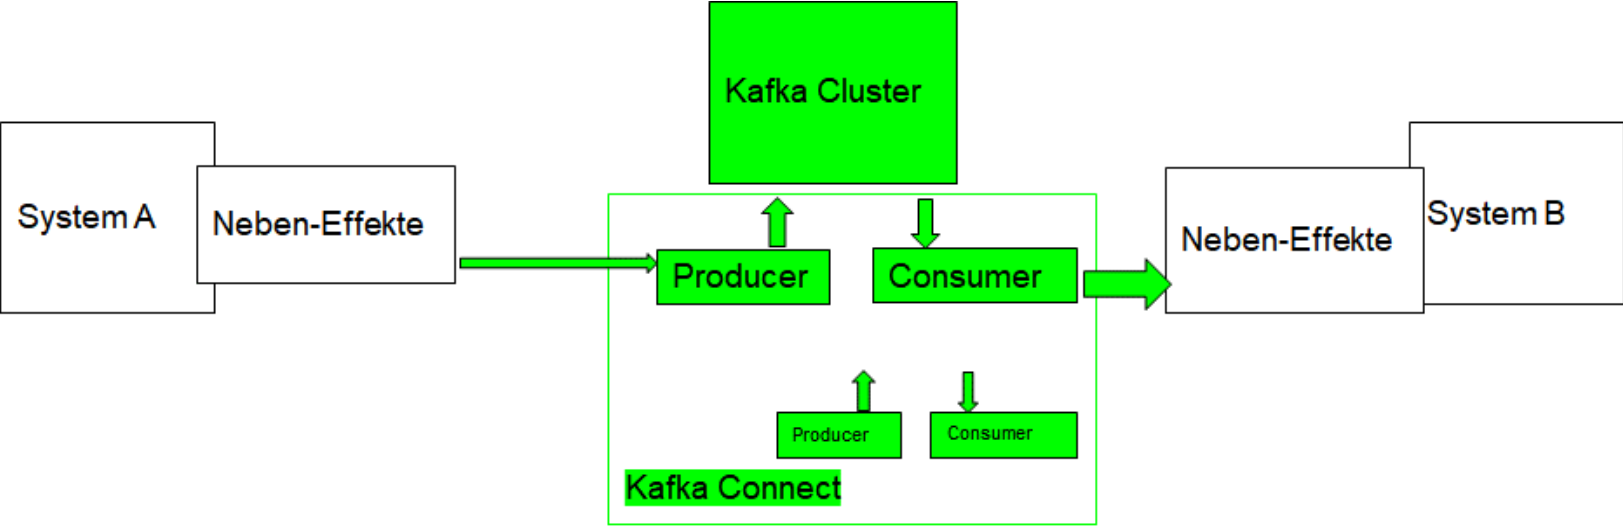 Kafka Cluster
System A
Neben-Effekte
Producer
Consumer
Neben-Effekte
System B
Producer
Consumer
Kafka Connect